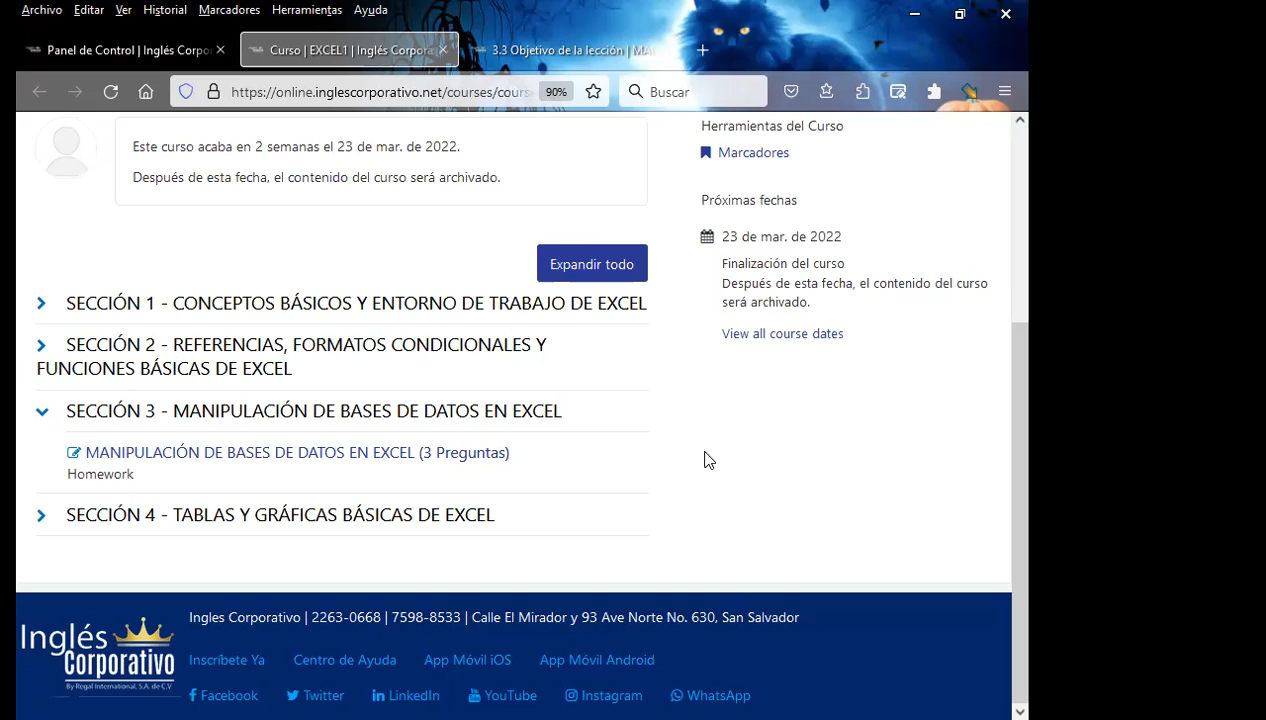 Archivo Editar Ver Historial Marcadores Herramientas Ayuda
Panel de Control | Inglés Corpo
Curso | EXCEL1 | Inglés Corpora
3.3 Objetivo de la lección | MA
https://online.inglescorporativo.net/courses/cours
90%
Buscar
Este curso acaba en 2 semanas el 23 de mar. de 2022.
Después de esta fecha, el contenido del curso será archivado.
Expandir todo
SECCIÓN 1 - CONCEPTOS BÁSICOS Y ENTORNO DE TRABAJO DE EXCEL
SECCIÓN 2 - REFERENCIAS, FORMATOS CONDICIONALES Y
FUNCIONES BÁSICAS DE EXCEL
SECCIÓN 3 - MANIPULACIÓN DE BASES DE DATOS EN EXCEL
MANIPULACIÓN DE BASES DE DATOS EN EXCEL (3 Preguntas)
Homework
SECCIÓN 4 - TABLAS Y GRÁFICAS BÁSICAS DE EXCEL
Herramientas del Curso
Marcadores
Próximas fechas
23 de mar. de 2022
Finalización del curso
Después de esta fecha, el contenido del curso
será archivado.
View all course dates
Inglés
Corporativo
By Regal International, S.A. de C.V
Ingles Corporativo | 2263-0668 | 7598-8533 | Calle El Mirador y 93 Ave Norte No. 630, San Salvador
Inscríbete Ya Centro de Ayuda App Móvil iOS App Móvil Android
Facebook Twitter LinkedIn YouTube Instagram WhatsApp